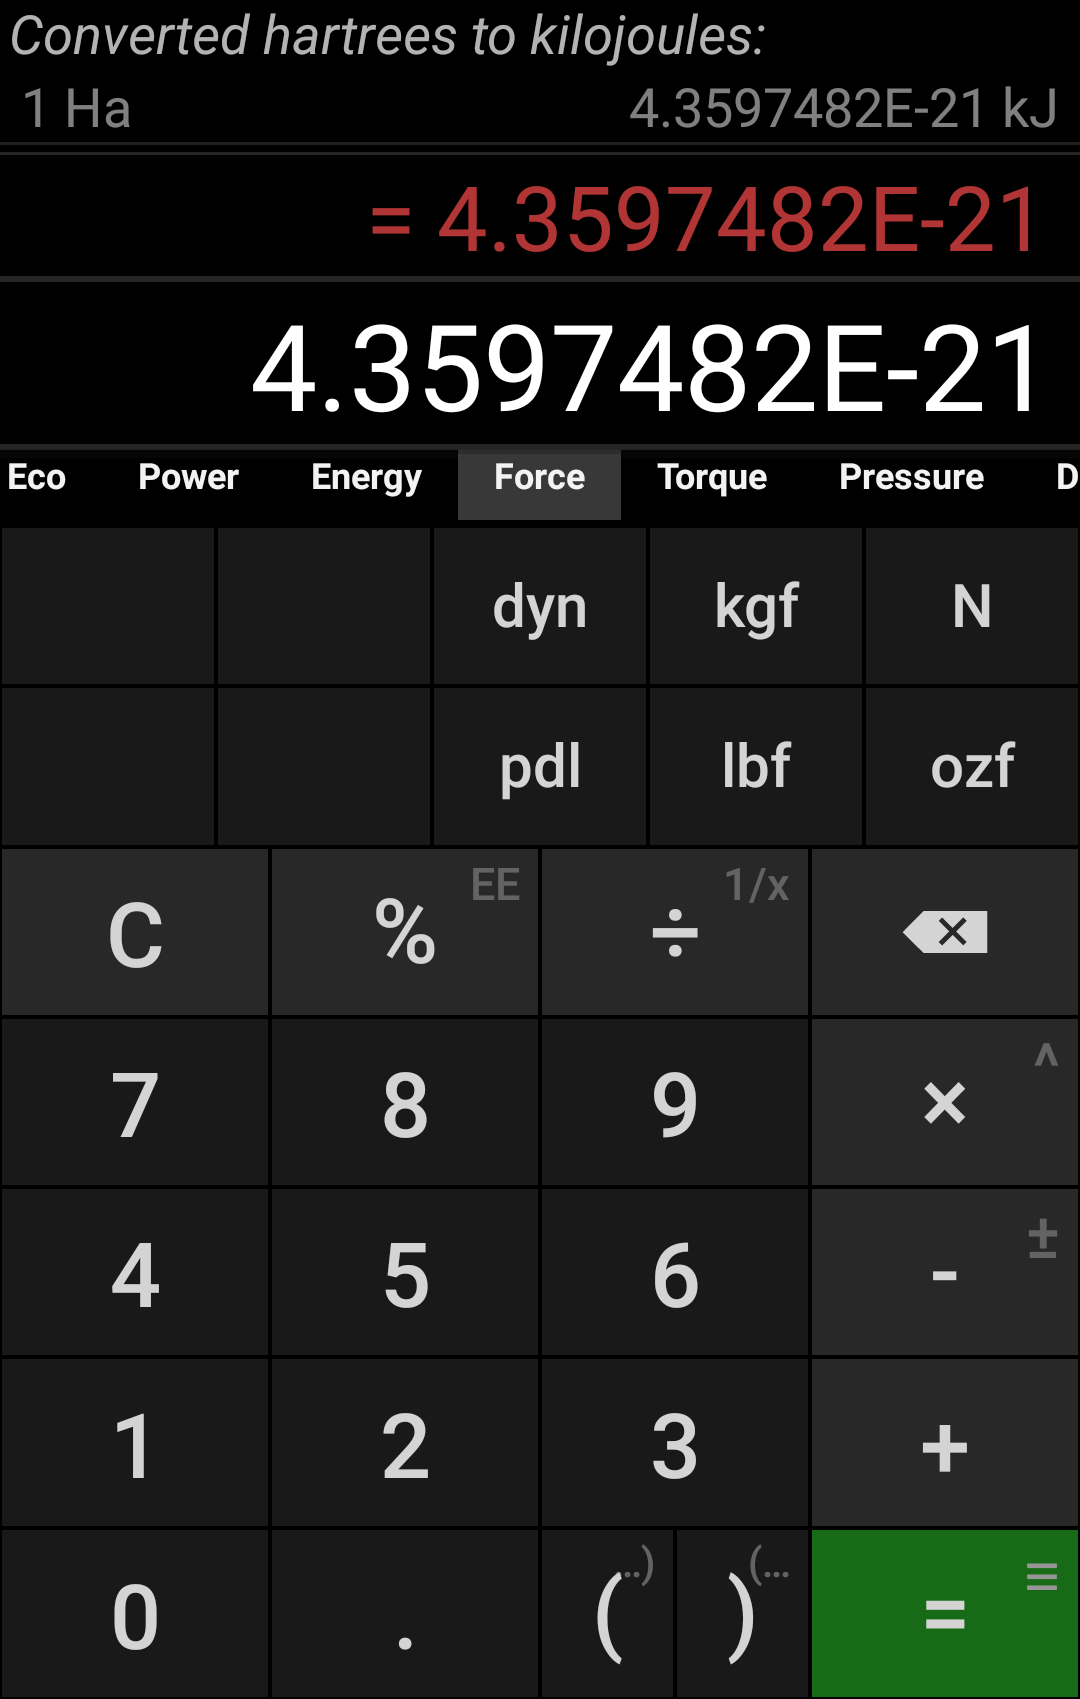 Converted hartrees to kilojoules:
1 Ha 4.3597482E-21 kJ
= 4.3597482E-21
4.3597482E-21
Eco Power Energy Force Torque Pressure D
dyn kgf N
pdl lbf ozf
C % EE ÷ 1/x
7 8 9 × ^
4 5 6 - ±
1 2 3 +
0 . ( ..) ) (... = ≡